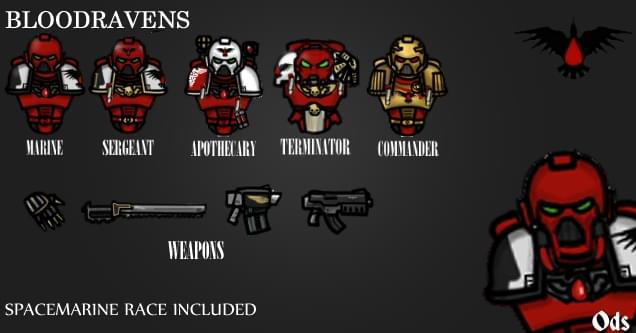 BLOODRAVENS
MARINE
SERGEANT
APOTHECARY
TERMINATOR
COMMANDER
WEAPONS
SPACEMARINE RACE INCLUDED
Ods